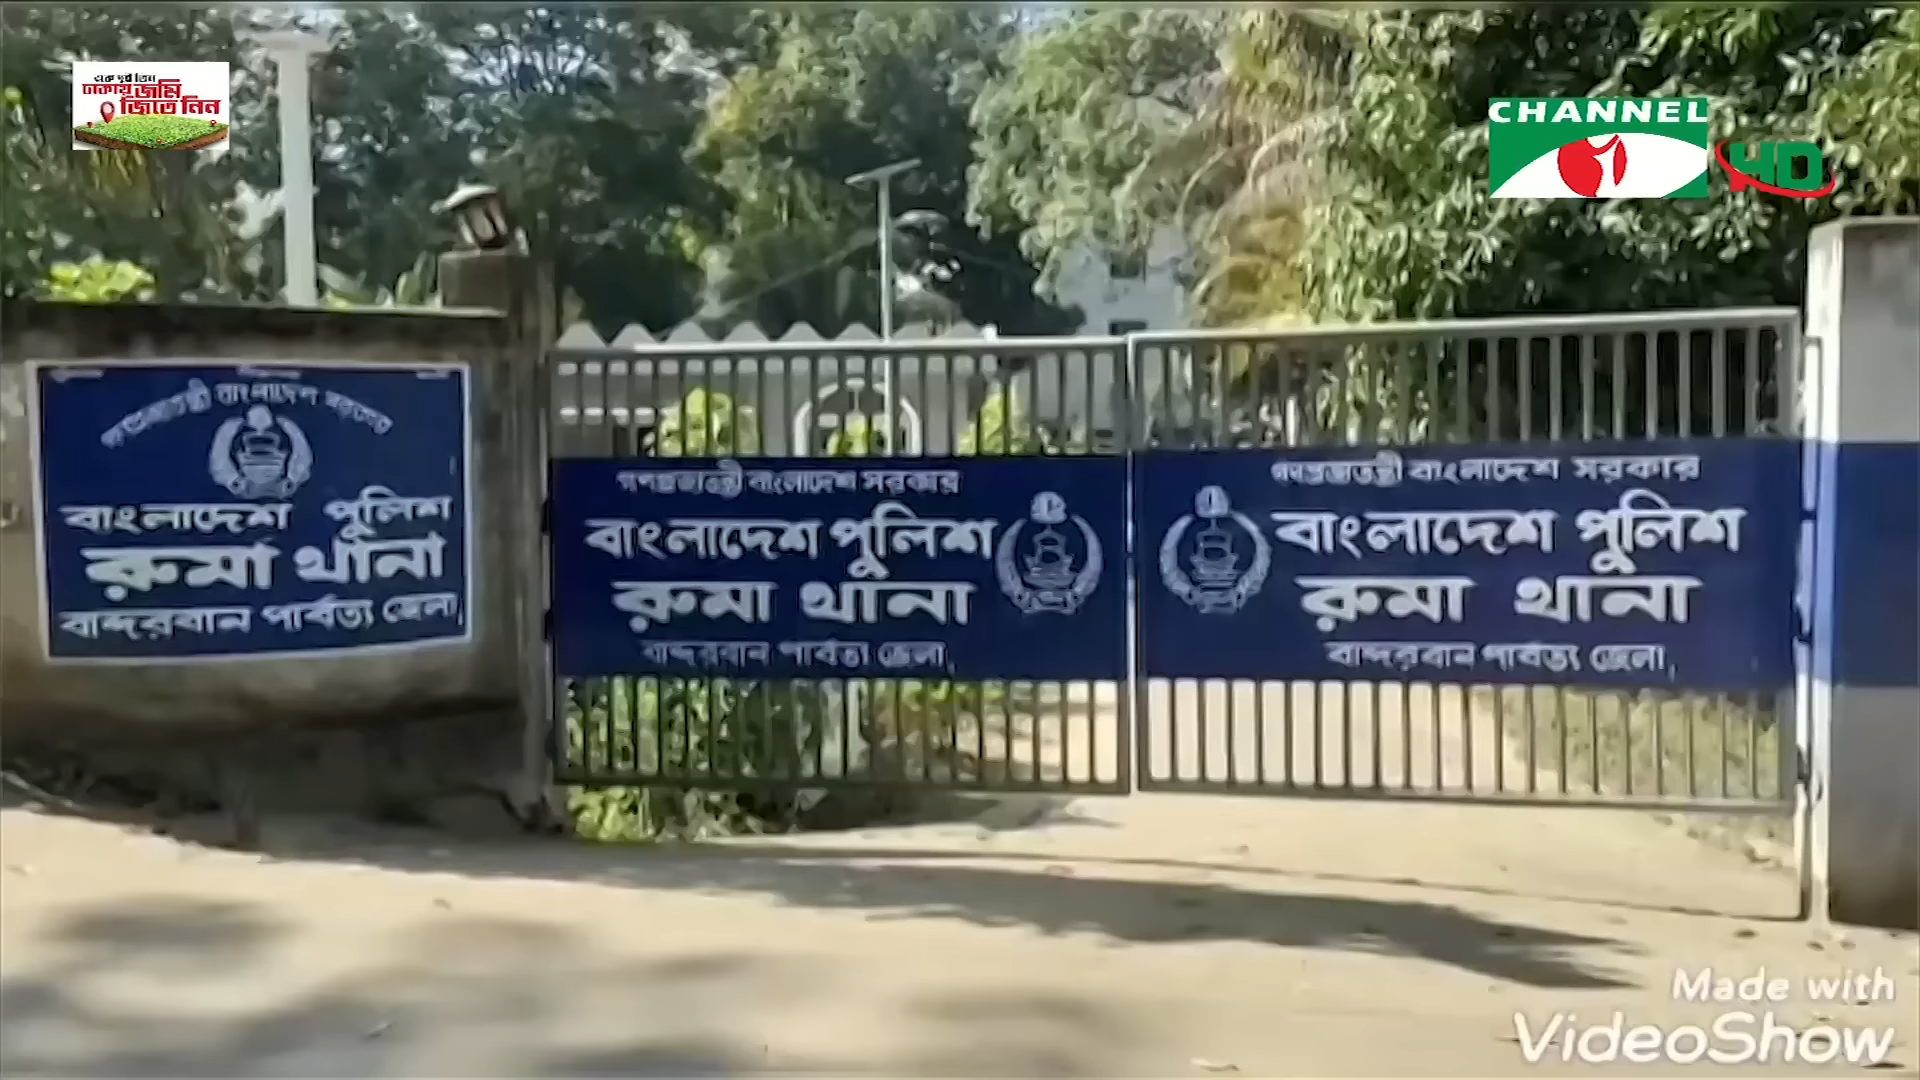 এক দুই তিন
ঢাকায় জমি
জিতে নিন
CHANNEL
i HD
গণপ্রজাতন্ত্রী বাংলাদেশ সরকার
বাংলাদেশ পুলিশ
রুমা থানা
বান্দরবান পার্বত্য জেলা,
গণপ্রজাতন্ত্রী বাংলাদেশ সরকার
বাংলাদেশ পুলিশ
রুমা থানা
বান্দরবান পার্বত্য জেলা,
গণপ্রজাতন্ত্রী বাংলাদেশ সরকার
বাংলাদেশ পুলিশ
রুমা থানা
বান্দরবান পার্বত্য জেলা,
Made with
VideoShow